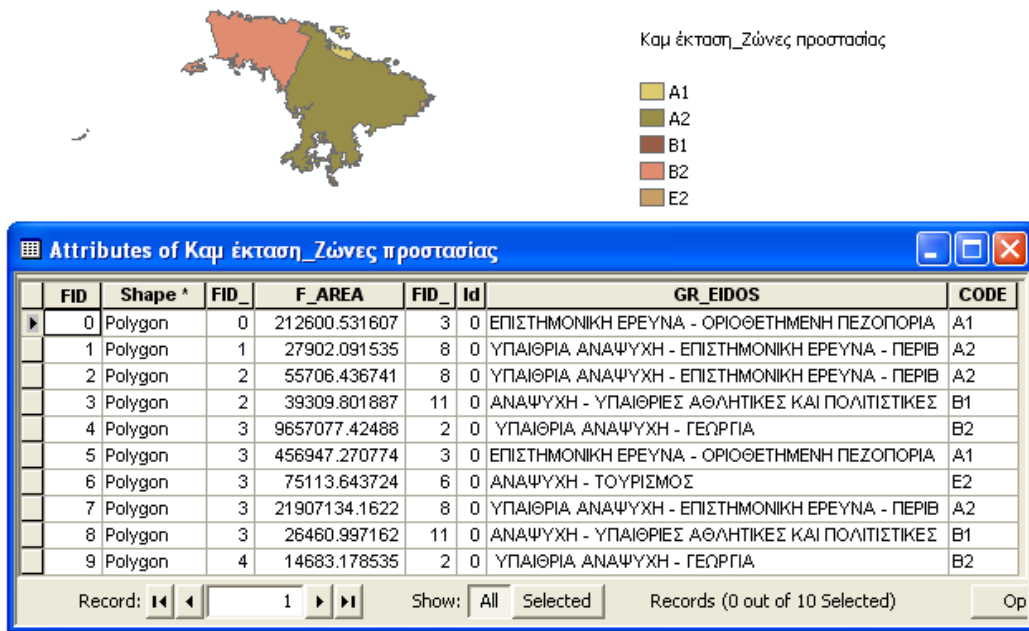 Καμ έκταση_Ζώνες προστασίας
A1
A2
B1
B2
E2
Attributes of Καμ έκταση_Ζώνες προστασίας
FID Shape * FID_ F_AREA FID_ Id GR_EIDOS CODE
0 Polygon 0 212600.531607 3 0 ΕΠΙΣΤΗΜΟΝΙΚΗ ΕΡΕΥΝΑ - ΟΡΙΟΘΕΤΗΜΕΝΗ ΠΕΖΟΠΟΡΙΑ A1
1 Polygon 1 27902.091535 8 0 ΥΠΑΙΘΡΙΑ ΑΝΑΨΥΧΗ - ΕΠΙΣΤΗΜΟΝΙΚΗ ΕΡΕΥΝΑ - ΠΕΡΙΒ A2
2 Polygon 2 55706.436741 8 0 ΥΠΑΙΘΡΙΑ ΑΝΑΨΥΧΗ - ΕΠΙΣΤΗΜΟΝΙΚΗ ΕΡΕΥΝΑ - ΠΕΡΙΒ A2
3 Polygon 2 39309.801887 11 0 ΑΝΑΨΥΧΗ - ΥΠΑΙΘΡΙΕΣ ΑΘΛΗΤΙΚΕΣ ΚΑΙ ΠΟΛΙΤΙΣΤΙΚΕΣ B1
4 Polygon 3 9657077.42488 2 0 ΥΠΑΙΘΡΙΑ ΑΝΑΨΥΧΗ - ΓΕΩΡΓΙΑ B2
5 Polygon 3 456947.270774 3 0 ΕΠΙΣΤΗΜΟΝΙΚΗ ΕΡΕΥΝΑ - ΟΡΙΟΘΕΤΗΜΕΝΗ ΠΕΖΟΠΟΡΙΑ A1
6 Polygon 3 75113.643724 6 0 ΑΝΑΨΥΧΗ - ΤΟΥΡΙΣΜΟΣ E2
7 Polygon 3 21907134.1622 8 0 ΥΠΑΙΘΡΙΑ ΑΝΑΨΥΧΗ - ΕΠΙΣΤΗΜΟΝΙΚΗ ΕΡΕΥΝΑ - ΠΕΡΙΒ A2
8 Polygon 3 26460.997162 11 0 ΑΝΑΨΥΧΗ - ΥΠΑΙΘΡΙΕΣ ΑΘΛΗΤΙΚΕΣ ΚΑΙ ΠΟΛΙΤΙΣΤΙΚΕΣ B1
9 Polygon 4 14683.178535 2 0 ΥΠΑΙΘΡΙΑ ΑΝΑΨΥΧΗ - ΓΕΩΡΓΙΑ B2
Record: 1 Show: All Selected Records (0 out of 10 Selected) Op